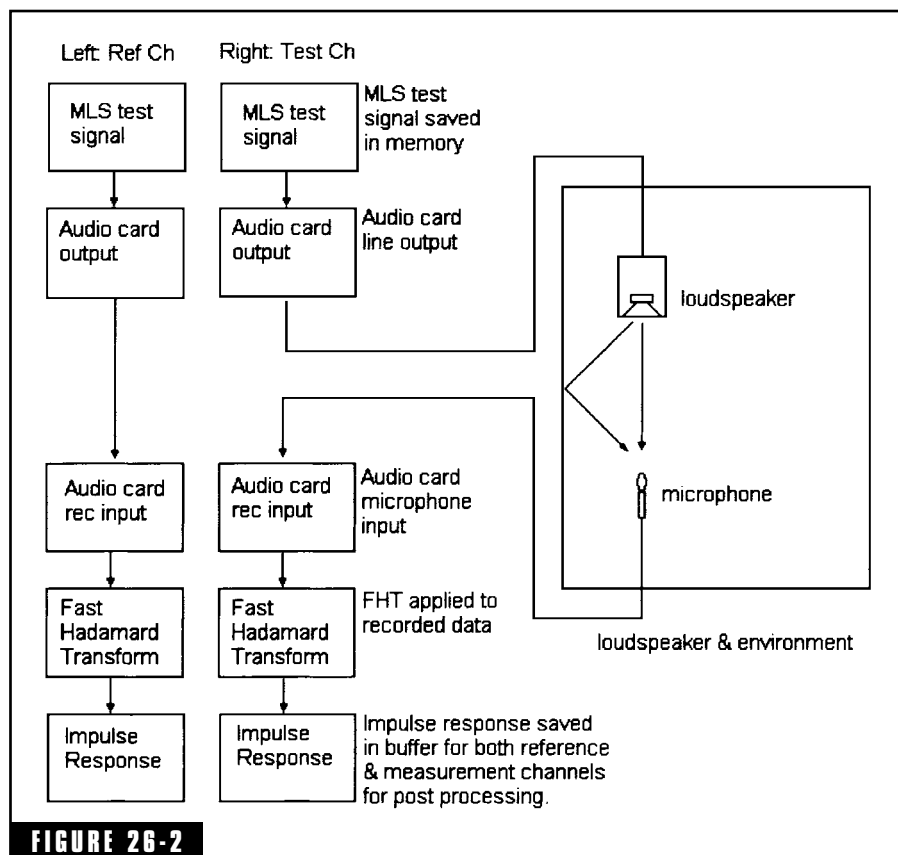 Left: Ref Ch
Right: Test Ch
MLS test
signal
MLS test
signal
MLS test
signal saved
in memory
Audio card
output
Audio card
output
Audio card
line output
loudspeaker
Audio card
rec input
Audio card
rec input
Audio card
microphone
input
microphone
Fast
Hadamard
Transform
Fast
Hadamard
Transform
FHT applied to
recorded data
loudspeaker & environment
Impulse
Response
Impulse
Response
Impulse response saved
in buffer for both reference
& measurement channels
for post processing.
FIGURE 26-2